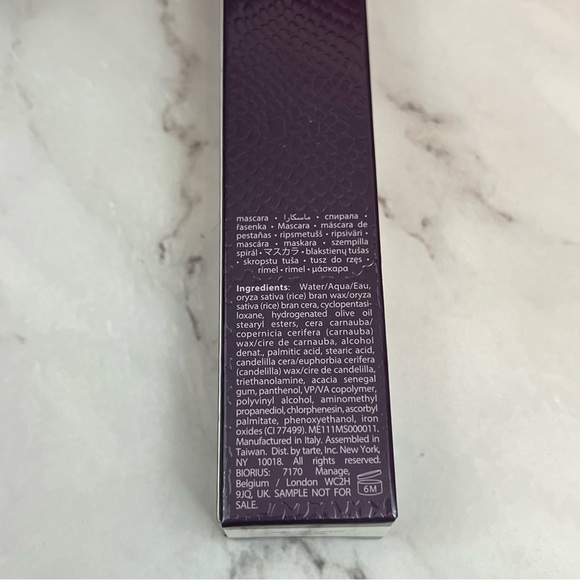 mascara • ماسكارا • спирала •
řasenka • Mascara • máscara de
pestañas • ripsmetušš • ripsiväri •
mascára • maskara • szempilla
spirál • マスカラ • blakstienų tušas
• skropstu tuša • tusz do rzęs •
rimel • rimel • μάσκαρα
Ingredients: Water/Aqua/Eau,
oryza sativa (rice) bran wax/oryza
sativa (rice) bran cera, cyclopentasi-
loxane, hydrogenated olive oil
stearyl esters, cera carnauba/
copernicia cerifera (carnauba)
wax/cire de carnauba, alcohol
denat., palmitic acid, stearic acid,
candelilla cera/euphorbia cerifera
(candelilla) wax/cire de candelilla,
triethanolamine, acacia senegal
gum, panthenol, VP/VA copolymer,
polyvinyl alcohol, aminomethyl
propanediol, chlorphenesin, ascorbyl
palmitate, phenoxyethanol, iron
oxides (CI 77499). ME111MS000011.
Manufactured in Italy. Assembled in
Taiwan. Dist. by tarte, Inc. New York,
NY 10018. All rights reserved.
BIORIUS: 7170 Manage,
Belgium / London WC2H
9JQ, UK. SAMPLE NOT FOR
SALE.
6M